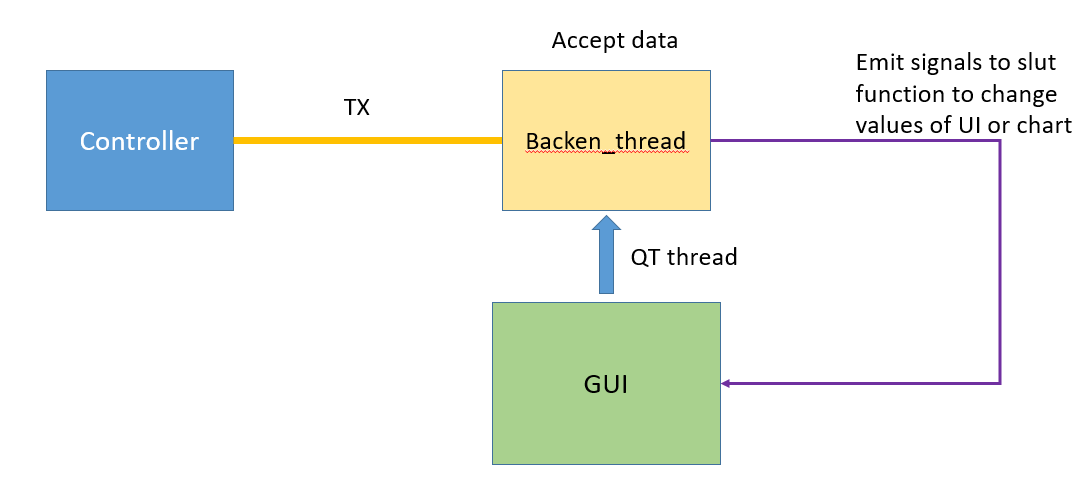 Accept data
Emit signals to slut
function to change
values of UI or chart
TX
Controller
Backen_thread
QT thread
GUI